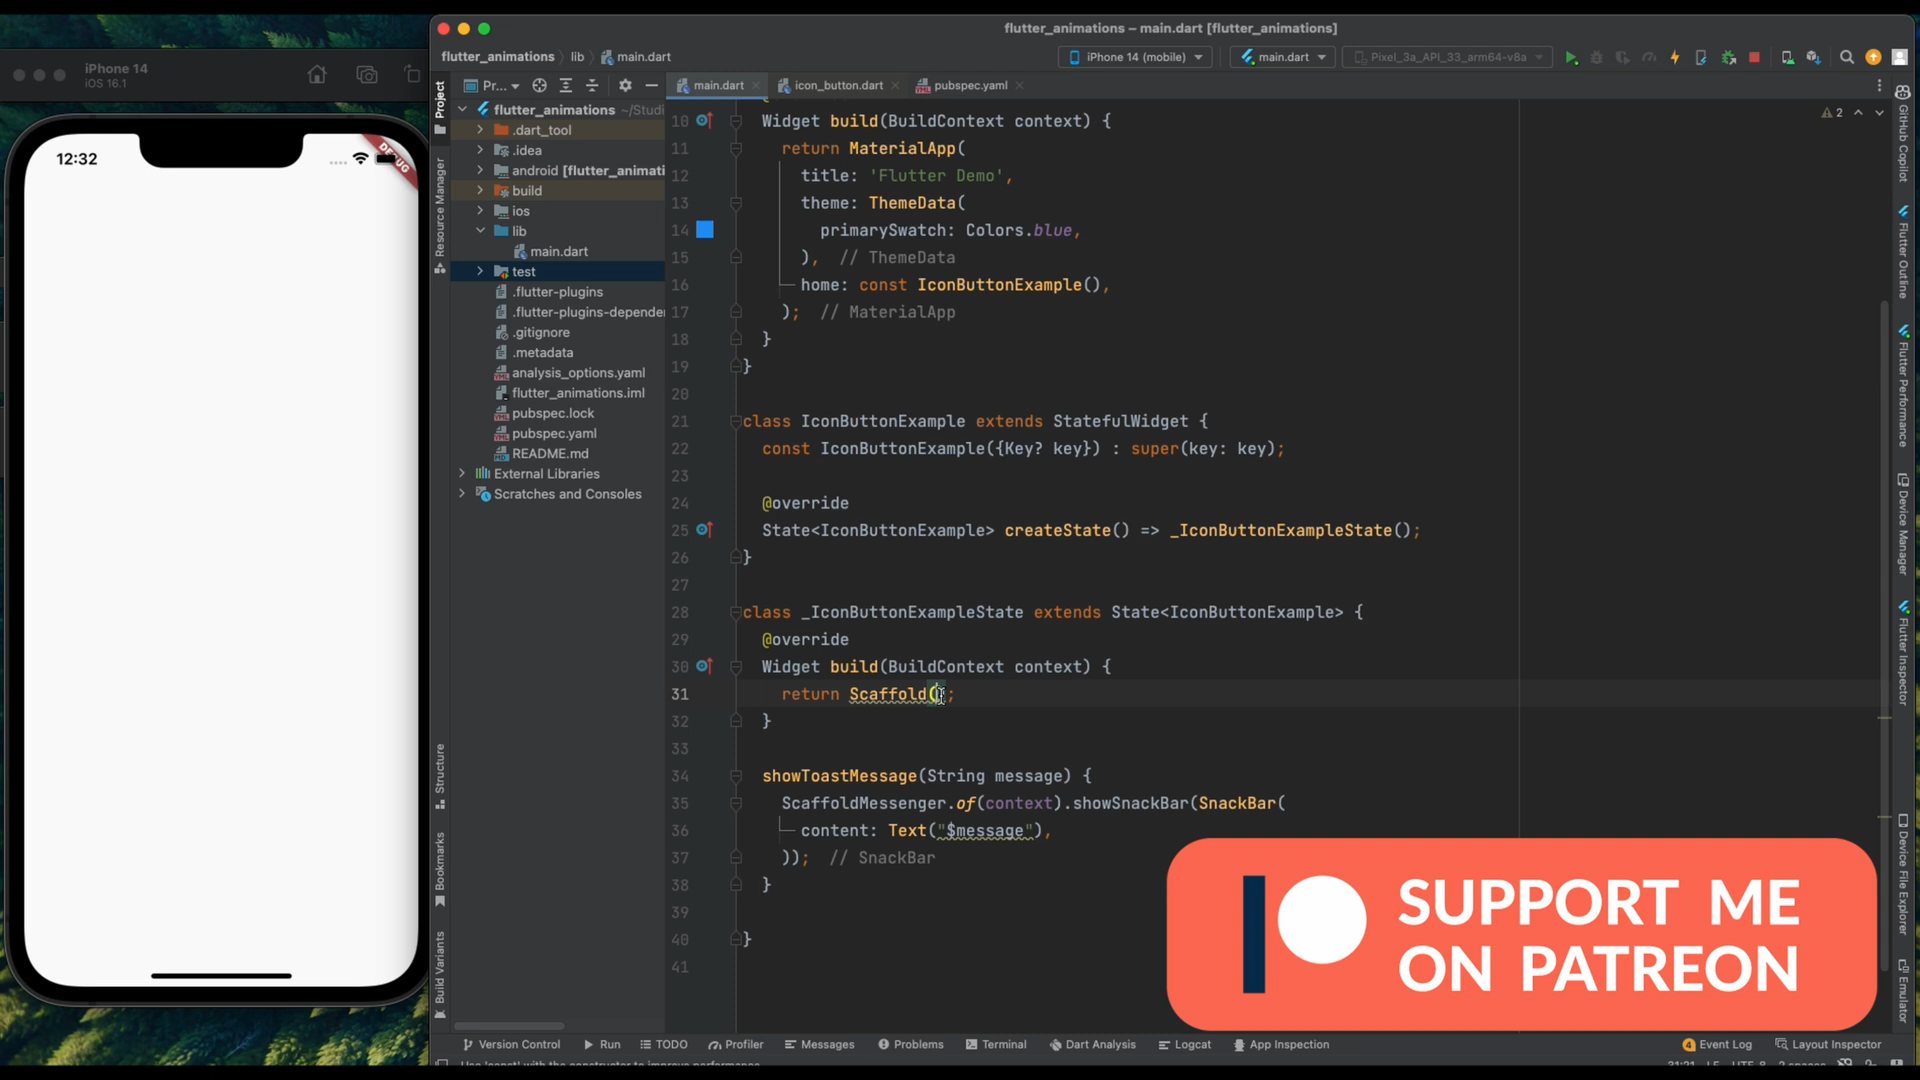 flutter_animations – main.dart [flutter_animations]
flutter_animations
lib
main.dart
iPhone 14 (mobile)
main.dart
Pixel_3a_API_33_arm64-v8a
iPhone 14
iOS 16.1
12:32
DEBUG
Project
Resource Manager
Structure
Bookmarks
Build Variants
Pr...
main.dart
icon_button.dart
pubspec.yaml
flutter_animations ~/Studi
.dart_tool
.idea
android [flutter_animati
build
ios
lib
main.dart
test
.flutter-plugins
.flutter-plugins-depende
.gitignore
.metadata
analysis_options.yaml
flutter_animations.iml
pubspec.lock
pubspec.yaml
README.md
External Libraries
Scratches and Consoles
2
10 Widget build(BuildContext context) {
11 return MaterialApp(
12 title: 'Flutter Demo',
13 theme: ThemeData(
14 primarySwatch: Colors.blue,
15 ), // ThemeData
16 home: const IconButtonExample(),
17 ); // MaterialApp
18 }
19 }
20
21 class IconButtonExample extends StatefulWidget {
22 const IconButtonExample({Key? key}) : super(key: key);
23
24 @override
25 State<IconButtonExample> createState() => _IconButtonExampleState();
26 }
27
28 class _IconButtonExampleState extends State<IconButtonExample> {
29 @override
30 Widget build(BuildContext context) {
31 return Scaffold();
32 }
33
34 showToastMessage(String message) {
35 ScaffoldMessenger.of(context).showSnackBar(SnackBar(
36 content: Text("$message"),
37 )); // SnackBar
38 }
39
40 }
41
GitHub Copilot
Flutter Outline
Flutter Performance
Device Manager
Flutter Inspector
Device File Explorer
Emulator
SUPPORT ME
ON PATREON
Version Control
Run
TODO
Profiler
Messages
Problems
Terminal
Dart Analysis
Logcat
App Inspection
4 Event Log
Layout Inspector